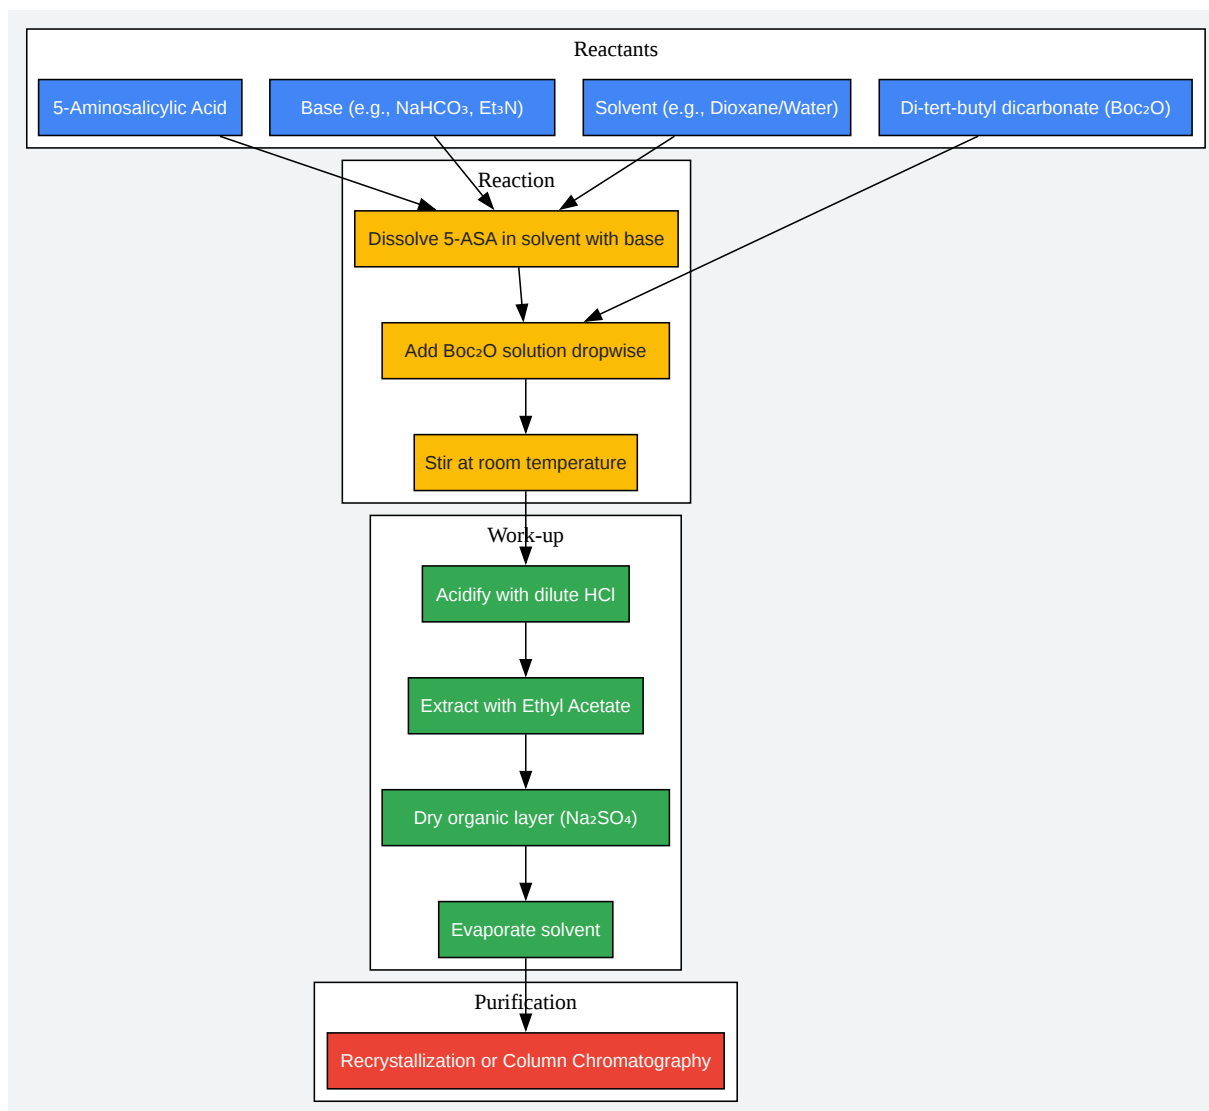 Reactants
5-Aminosalicylic Acid
Base (e.g., NaHCO₃, Et₃N)
Solvent (e.g., Dioxane/Water)
Di-tert-butyl dicarbonate (Boc₂O)
Reaction
Dissolve 5-ASA in solvent with base
Add Boc₂O solution dropwise
Stir at room temperature
Work-up
Acidify with dilute HCl
Extract with Ethyl Acetate
Dry organic layer (Na₂SO₄)
Evaporate solvent
Purification
Recrystallization or Column Chromatography